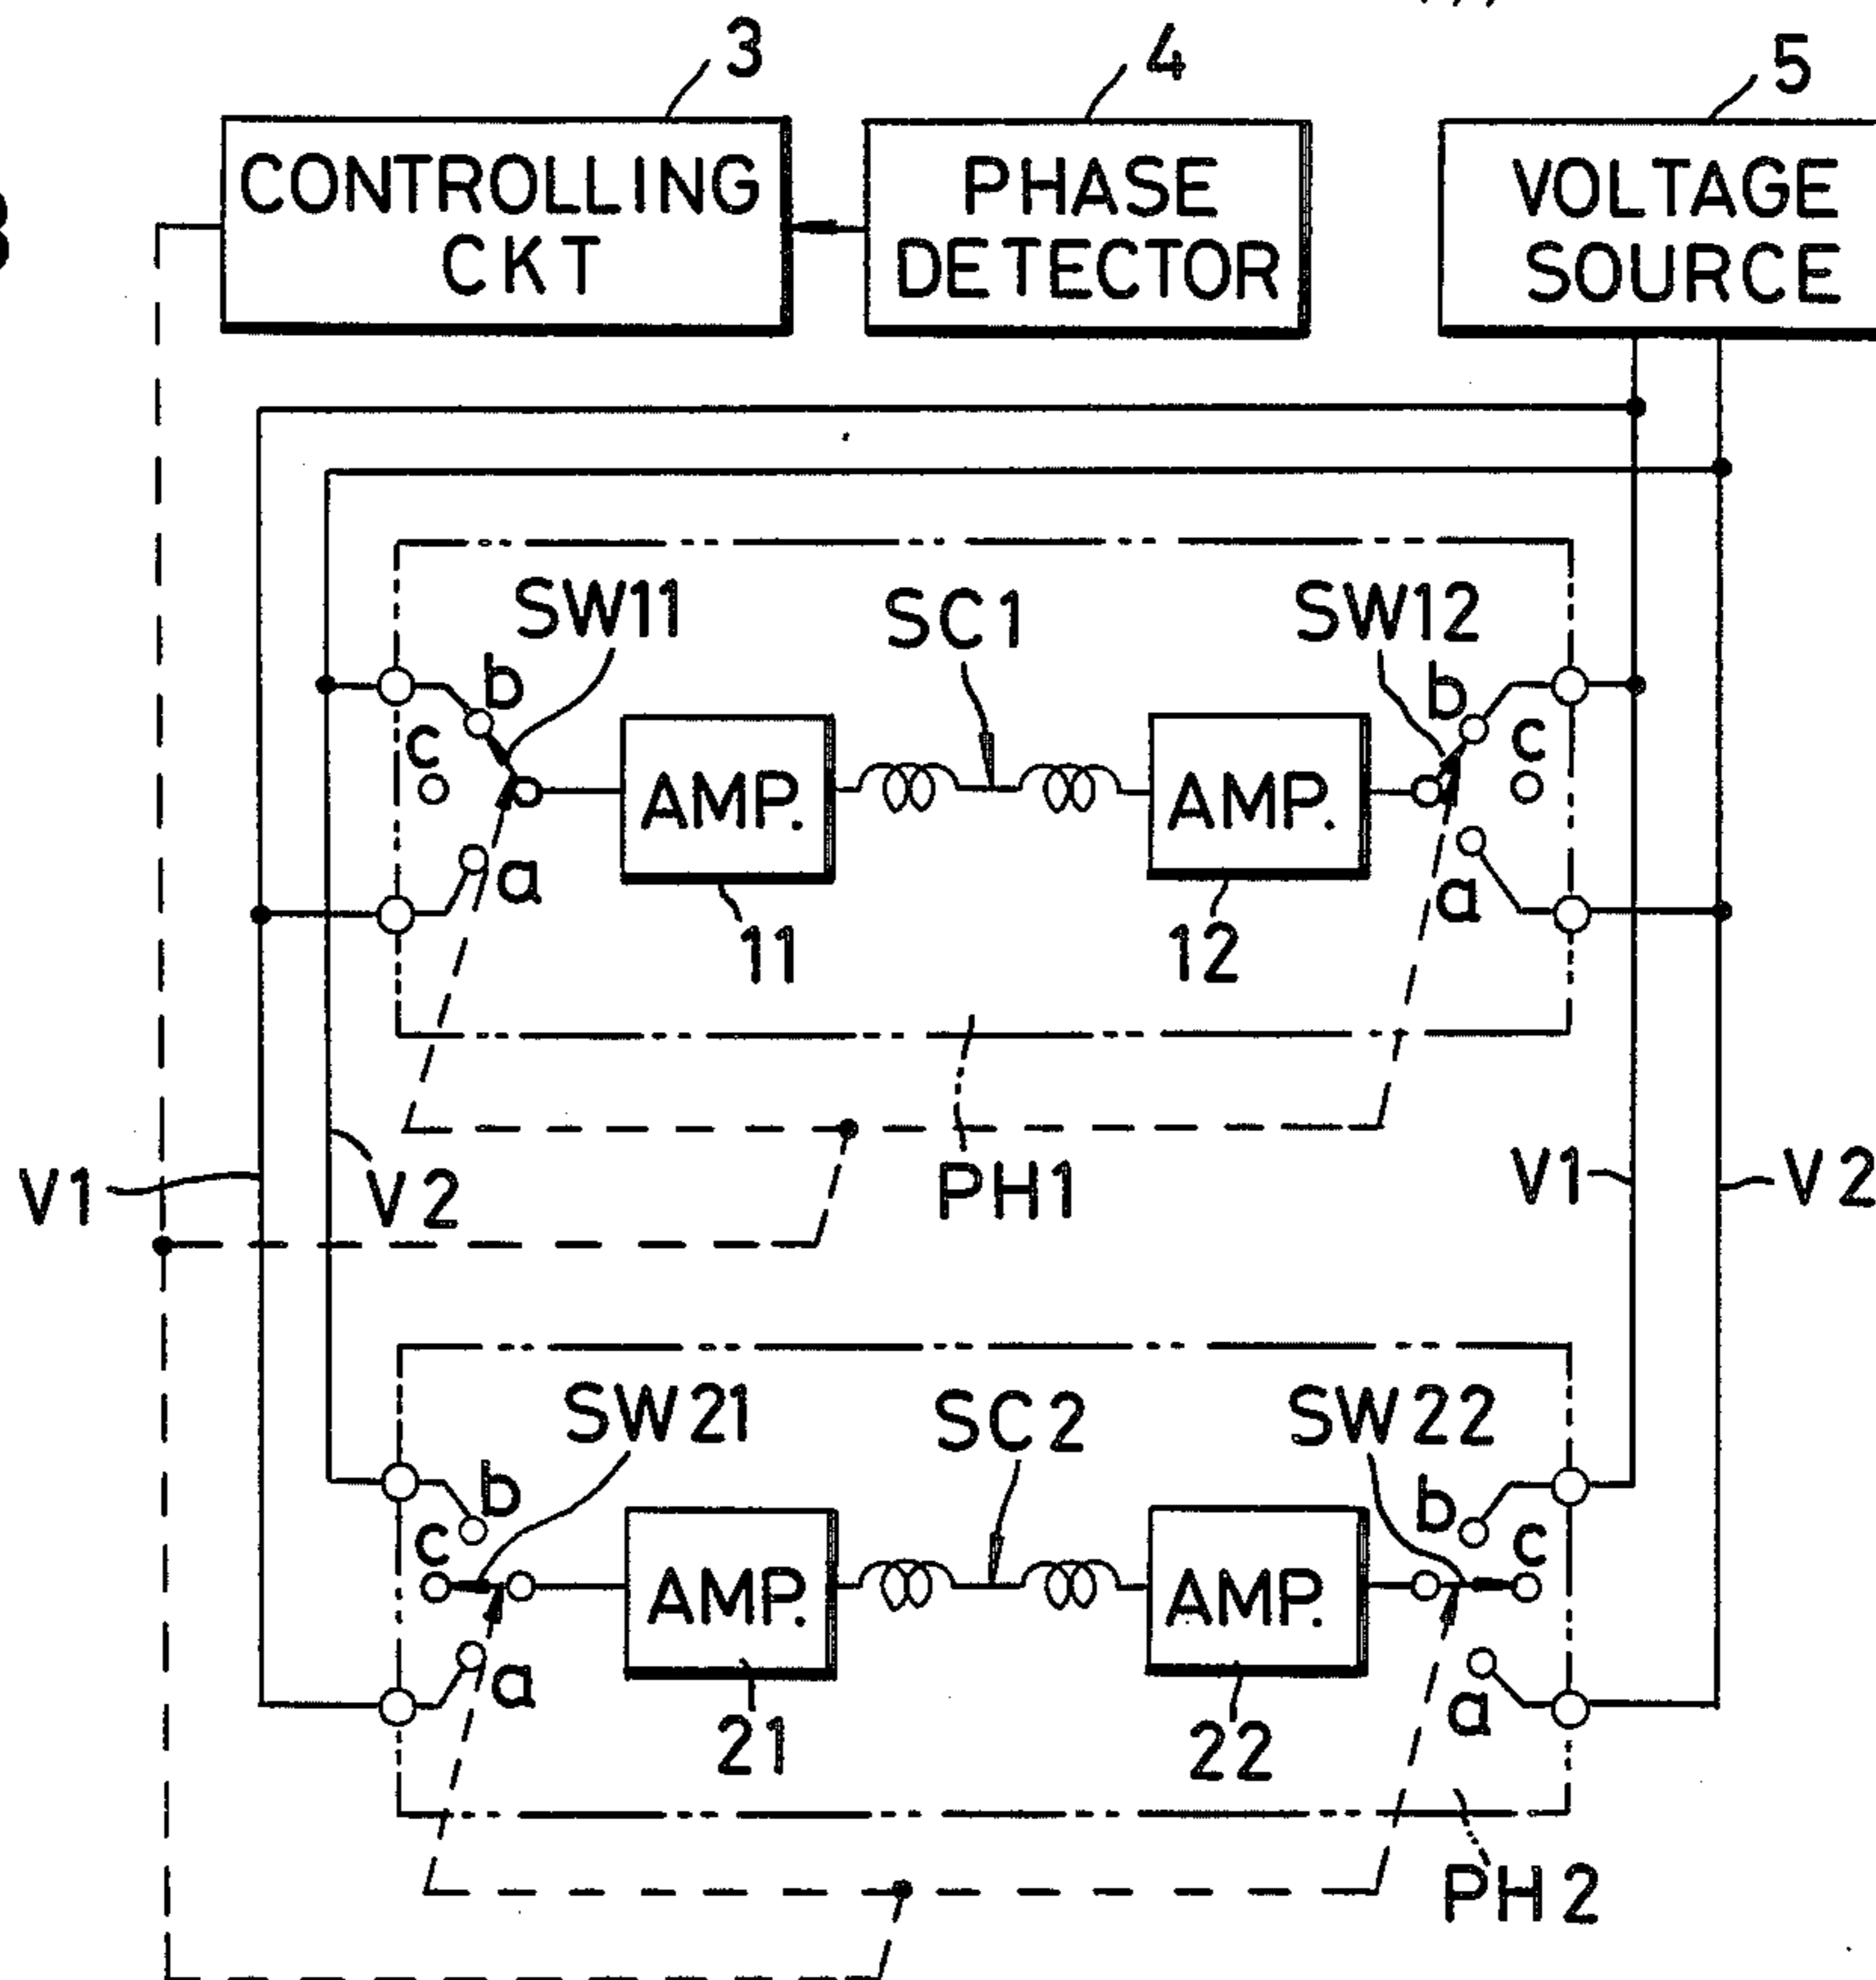 3
4
5
CONTROLLING
CKT
PHASE
DETECTOR
VOLTAGE
SOURCE
SW11
SC1
SW12
b
b
c
c
AMP.
AMP.
a
a
11
12
V1
V2
PH1
V1
V2
SW21
SC2
SW22
b
b
c
c
AMP.
AMP.
a
a
21
22
PH2